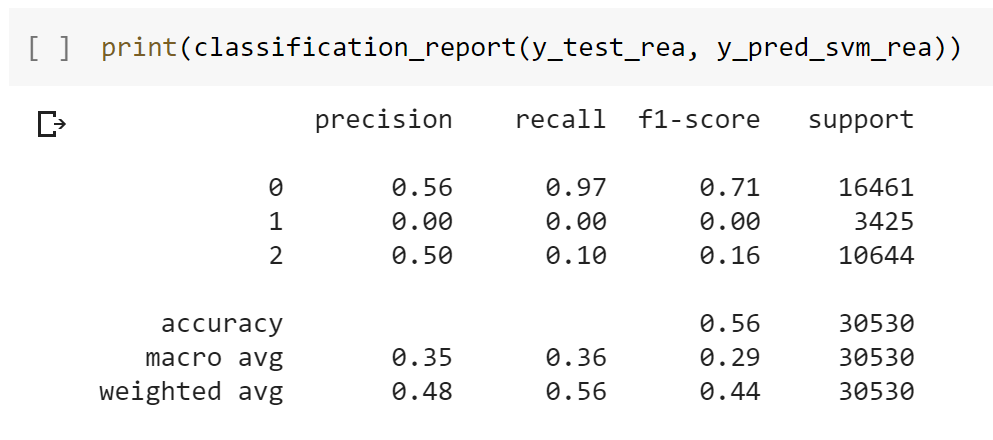 [ ] print(classification_report(y_test_rea, y_pred_svm_rea))
precision recall f1-score support
0 0.56 0.97 0.71 16461
1 0.00 0.00 0.00 3425
2 0.50 0.10 0.16 10644
accuracy 0.56 30530
macro avg 0.35 0.36 0.29 30530
weighted avg 0.48 0.56 0.44 30530